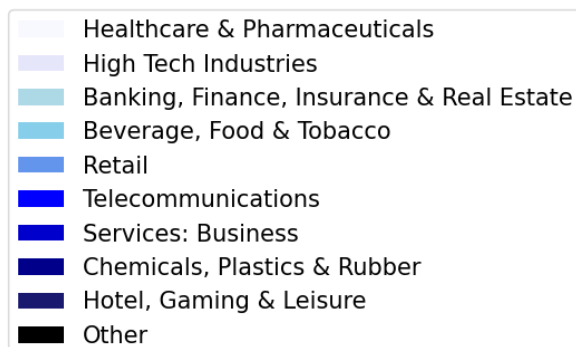 Healthcare & Pharmaceuticals
High Tech Industries
Banking, Finance, Insurance & Real Estate
Beverage, Food & Tobacco
Retail
Telecommunications
Services: Business
Chemicals, Plastics & Rubber
Hotel, Gaming & Leisure
Other